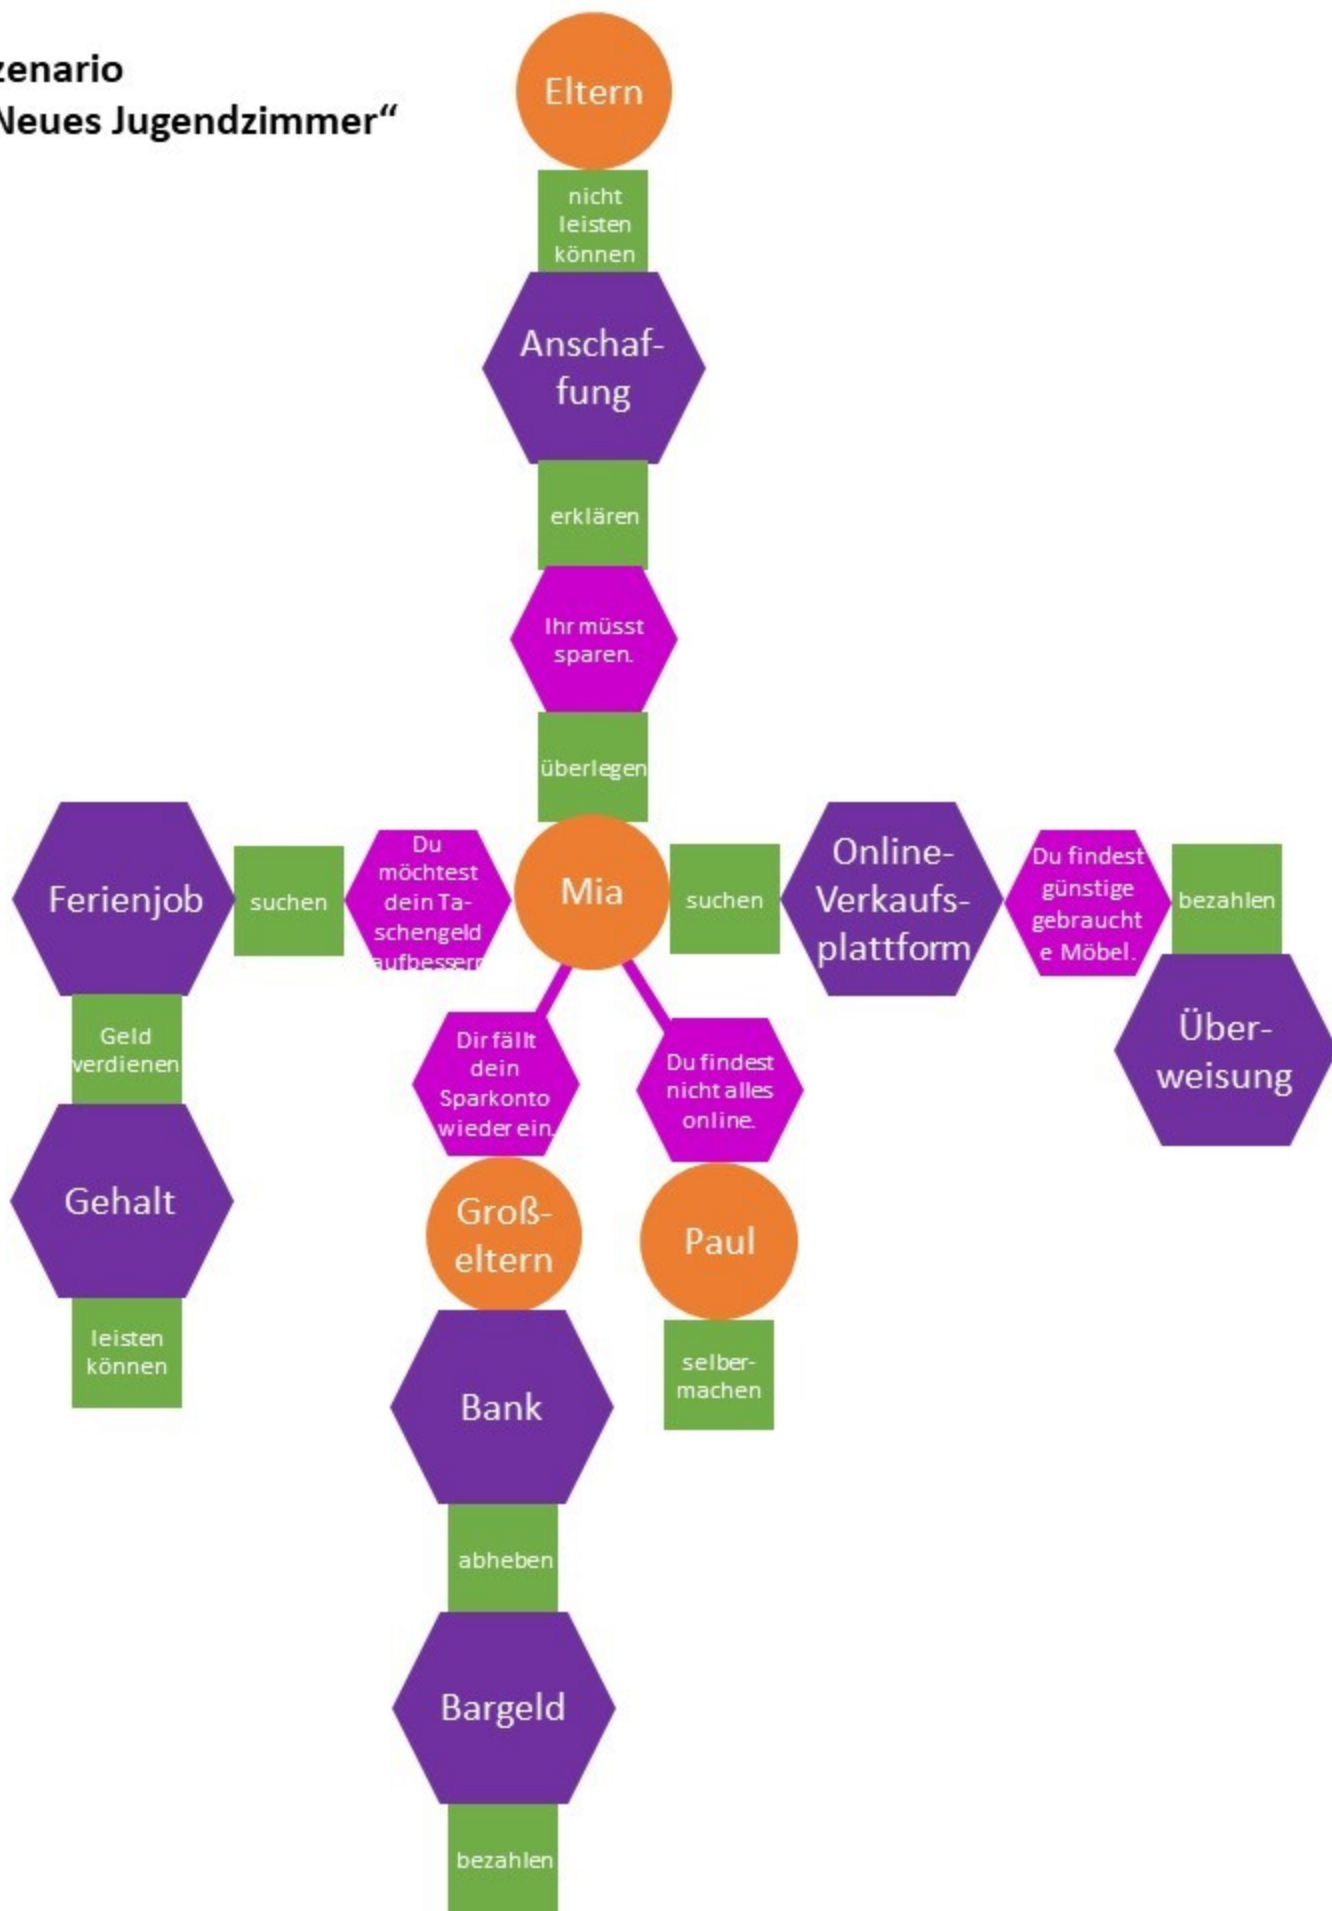 zenario
Neues Jugendzimmer“
Eltern
nicht
leisten
können
Anschaf-
fung
erklären
Ihr müsst
sparen.
überlegen
Mia
suchen
Online-
Verkaufs-
plattform
Du findest
günstige
gebraucht
e Möbel.
bezahlen
Über-
weisung
Du
möchtest
dein Ta-
schengeld
aufbessern
suchen
Ferienjob
Geld
verdienen
Gehalt
leisten
können
Dir fällt
dein
Sparkonto
wieder ein.
Groß-
eltern
Bank
abheben
Bargeld
bezahlen
Du findest
nicht alles
online.
Paul
selber-
machen